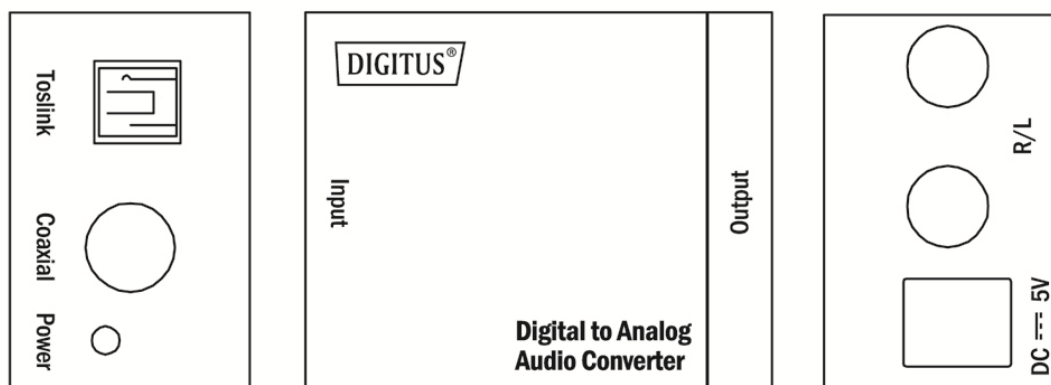 Toslink
Coaxial
Power
DIGITUS®
Input
Digital to Analog
Audio Converter
Output
R/L
DC ⎓ 5V